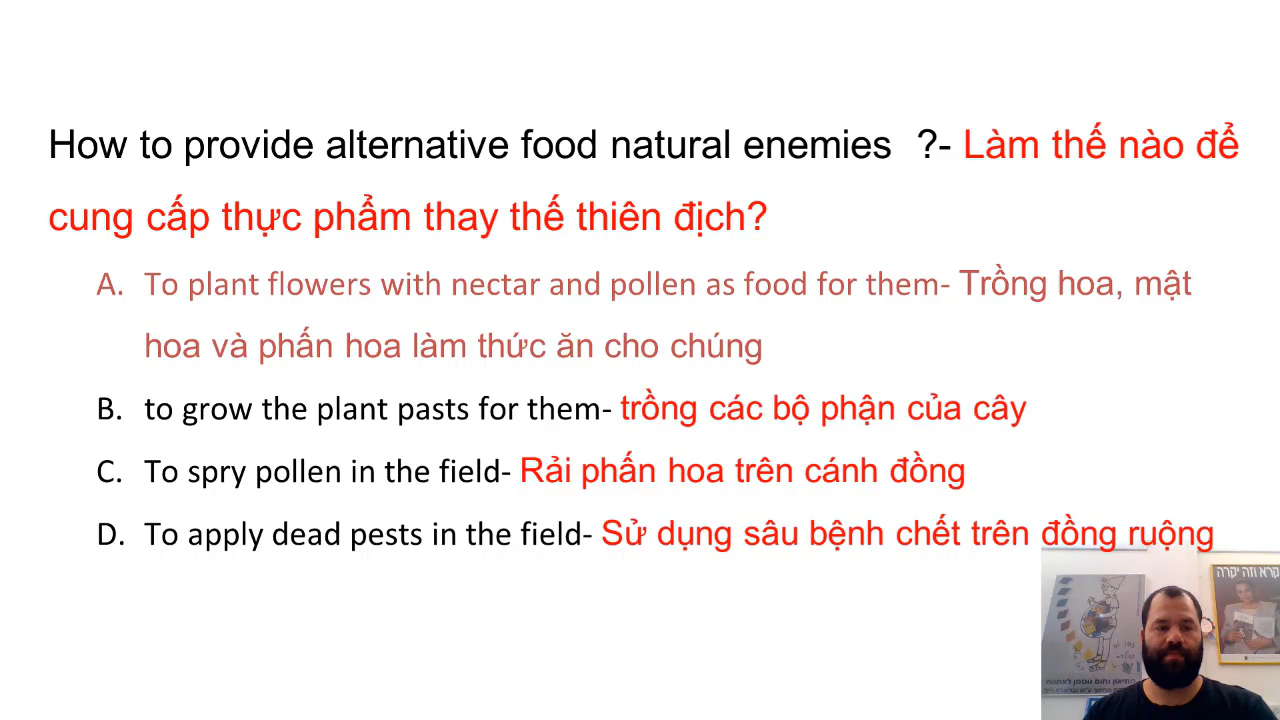 How to provide alternative food natural enemies ?- Làm thế nào để
cung cấp thực phẩm thay thế thiên địch?
A. To plant flowers with nectar and pollen as food for them- Trồng hoa, mật
hoa và phấn hoa làm thức ăn cho chúng
B. to grow the plant pasts for them- trồng các bộ phận của cây
C. To spry pollen in the field- Rải phấn hoa trên cánh đồng
D. To apply dead pests in the field- Sử dụng sâu bệnh chết trên đồng ruộng
קרא וזה יקרה